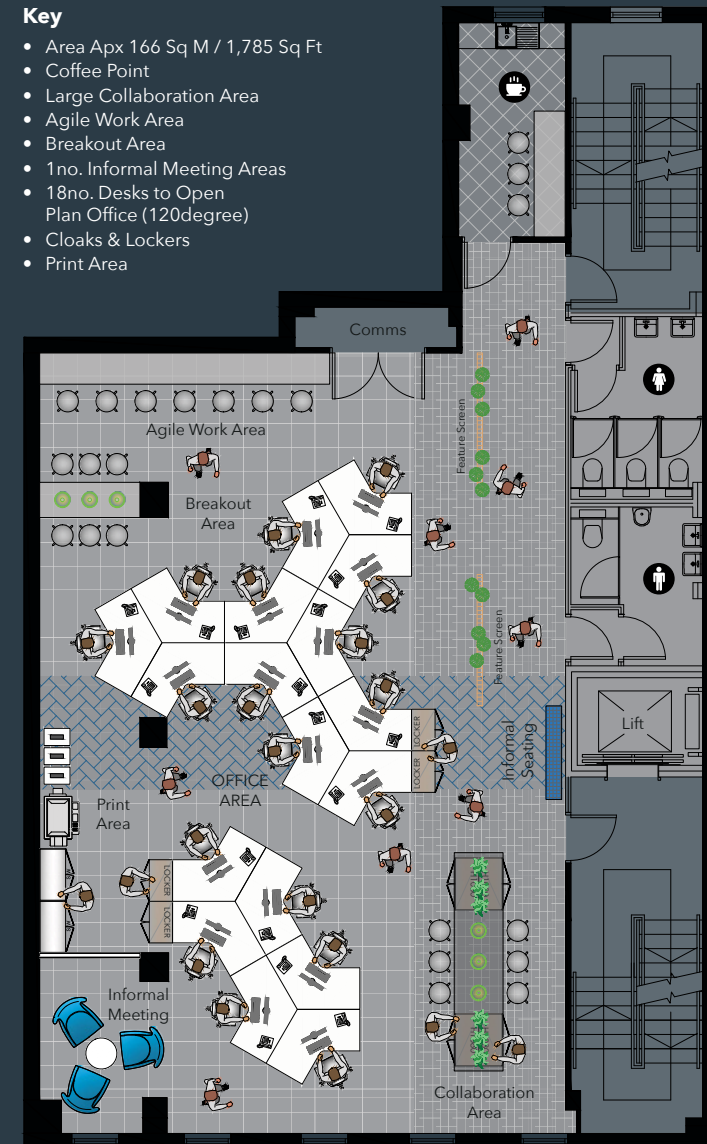 Key
• Area Apx 166 Sq M / 1,785 Sq Ft
• Coffee Point
• Large Collaboration Area
• Agile Work Area
• Breakout Area
• 1no. Informal Meeting Areas
• 18no. Desks to Open
Plan Office (120degree)
• Cloaks & Lockers
• Print Area
Comms
Agile Work Area
Feature Screen
Breakout
Area
Feature Screen
LOCKER
LOCKER
Informal
Seating
Lift
OFFICE
AREA
Print
Area
LOCKER
LOCKER
Informal
Meeting
Collaboration
Area